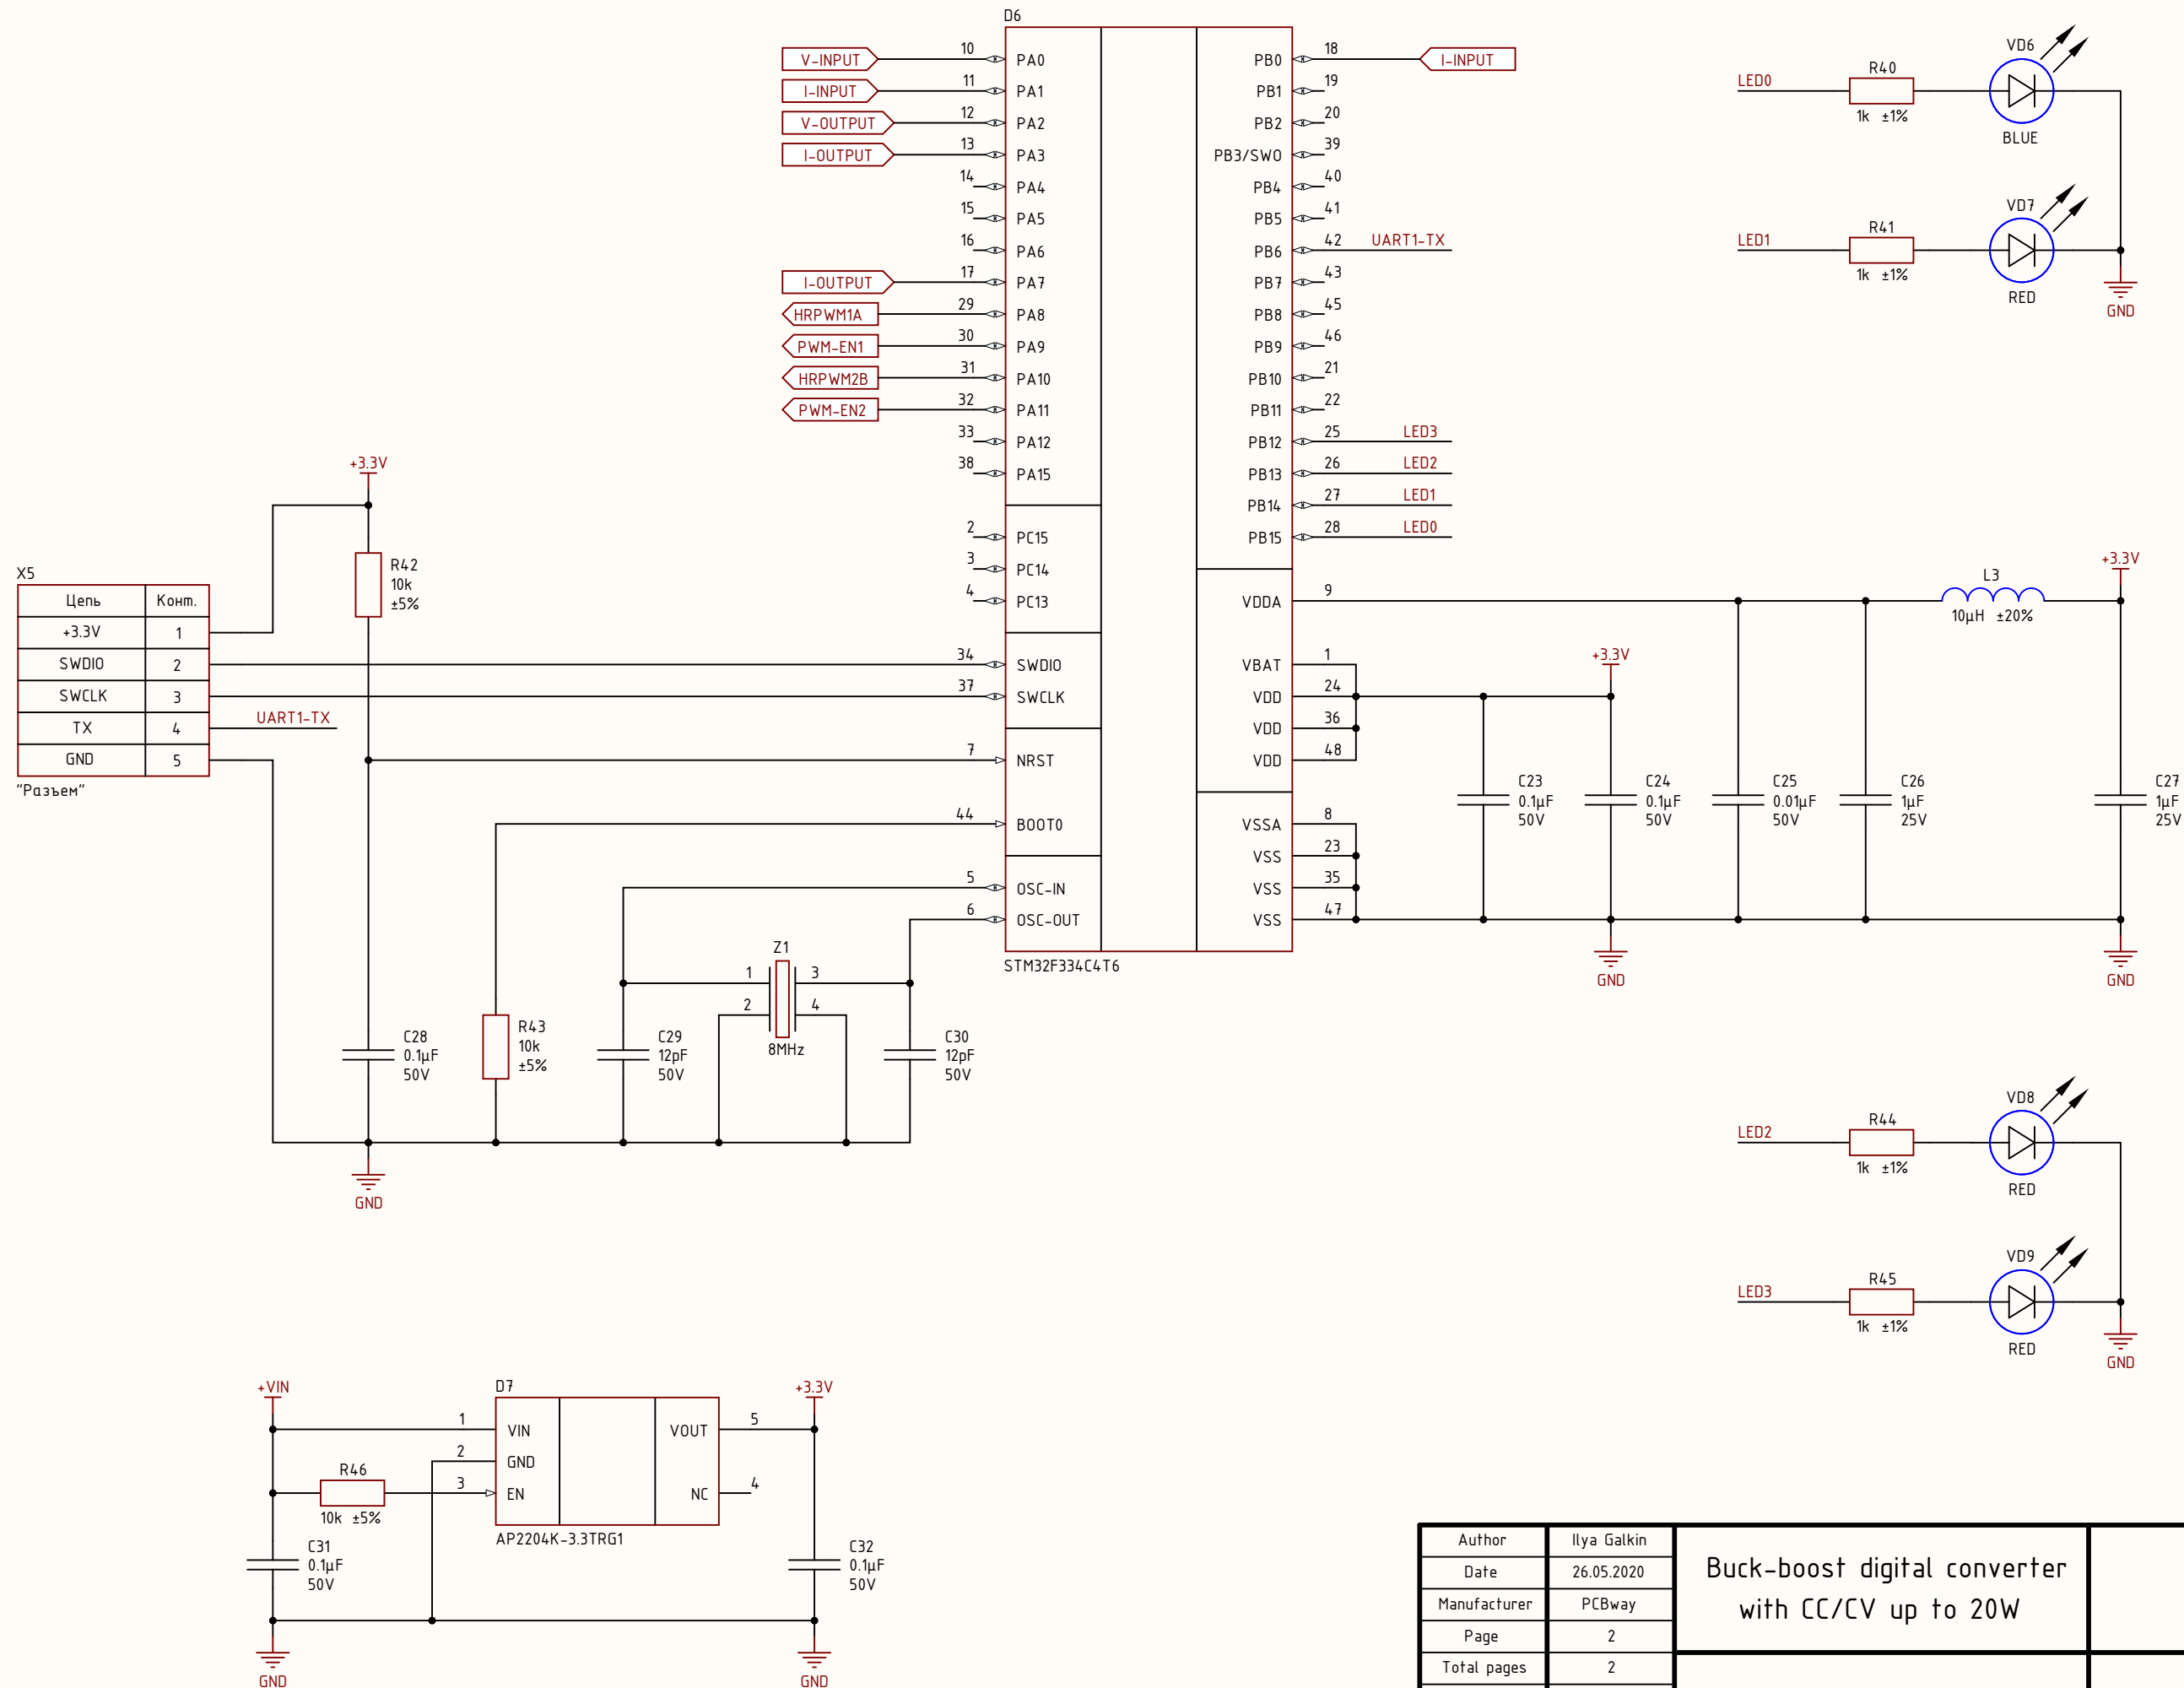 D6
V-INPUT 10 PA0
I-INPUT 11 PA1
V-OUTPUT 12 PA2
I-OUTPUT 13 PA3
14 PA4
15 PA5
16 PA6
I-OUTPUT 17 PA7
HRPWM1A 29 PA8
PWM-EN1 30 PA9
HRPWM2B 31 PA10
PWM-EN2 32 PA11
33 PA12
38 PA15
2 PC15
3 PC14
4 PC13
34 SWDIO
37 SWCLK
7 NRST
44 BOOT0
5 OSC-IN
6 OSC-OUT
PB0 18 I-INPUT
PB1 19
PB2 20
PB3/SWO 39
PB4 40
PB5 41
PB6 42 UART1-TX
PB7 43
PB8 45
PB9 46
PB10 21
PB11 22
PB12 25 LED3
PB13 26 LED2
PB14 27 LED1
PB15 28 LED0
VDDA 9
VBAT 1
VDD 24
VDD 36
VDD 48
VSSA 8
VSS 23
VSS 35
VSS 47
STM32F334C4T6
LED0
R40
1k ±1%
VD6
BLUE
LED1
R41
1k ±1%
VD7
RED
GND
+3.3V
R42
10k
±5%
X5
Цепь Конт.
+3.3V 1
SWDIO 2
SWCLK 3
TX 4
GND 5
"Разъем"
UART1-TX
+3.3V
L3
10µH ±20%
+3.3V
C23
0.1µF
50V
C24
0.1µF
50V
C25
0.01µF
50V
C26
1µF
25V
C27
1µF
25V
GND
GND
C28
0.1µF
50V
R43
10k
±5%
C29
12pF
50V
Z1
1 3
2 4
8MHz
C30
12pF
50V
GND
LED2
R44
1k ±1%
VD8
RED
LED3
R45
1k ±1%
VD9
RED
GND
+VIN
D7
+3.3V
1 VIN VOUT 5
2 GND
3 EN NC 4
R46
10k ±5%
AP2204K-3.3TRG1
C31
0.1µF
50V
C32
0.1µF
50V
GND
GND
Author Ilya Galkin
Date 26.05.2020
Manufacturer PCBway
Page 2
Total pages 2
Buck-boost digital converter
with CC/CV up to 20W